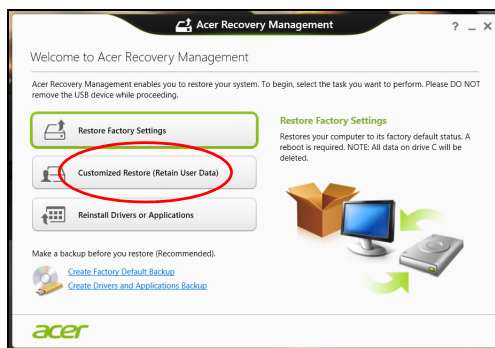 Acer Recovery Management
? _ X
Welcome to Acer Recovery Management
Acer Recovery Management enables you to restore your system. To begin, select the task you want to perform. Please DO NOT
remove the USB device while proceeding.
Restore Factory Settings
Customized Restore (Retain User Data)
Reinstall Drivers or Applications
Restore Factory Settings
Restores your computer to its factory default status. A
reboot is required. NOTE: All data on drive C will be
deleted.
Make a backup before you restore (Recommended).
Create Factory Default Backup
Create Drivers and Applications Backup
acer